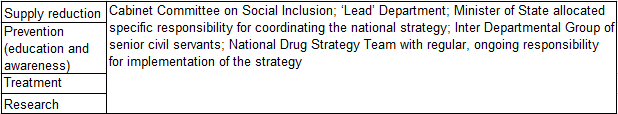 Supply reduction
Prevention
(education and
awareness)
Treatment
Research
Cabinet Committee on Social Inclusion; ‘Lead’ Department; Minister of State allocated
specific responsibility for coordinating the national strategy; Inter Departmental Group of
senior civil servants; National Drug Strategy Team with regular, ongoing responsibility
for implementation of the strategy